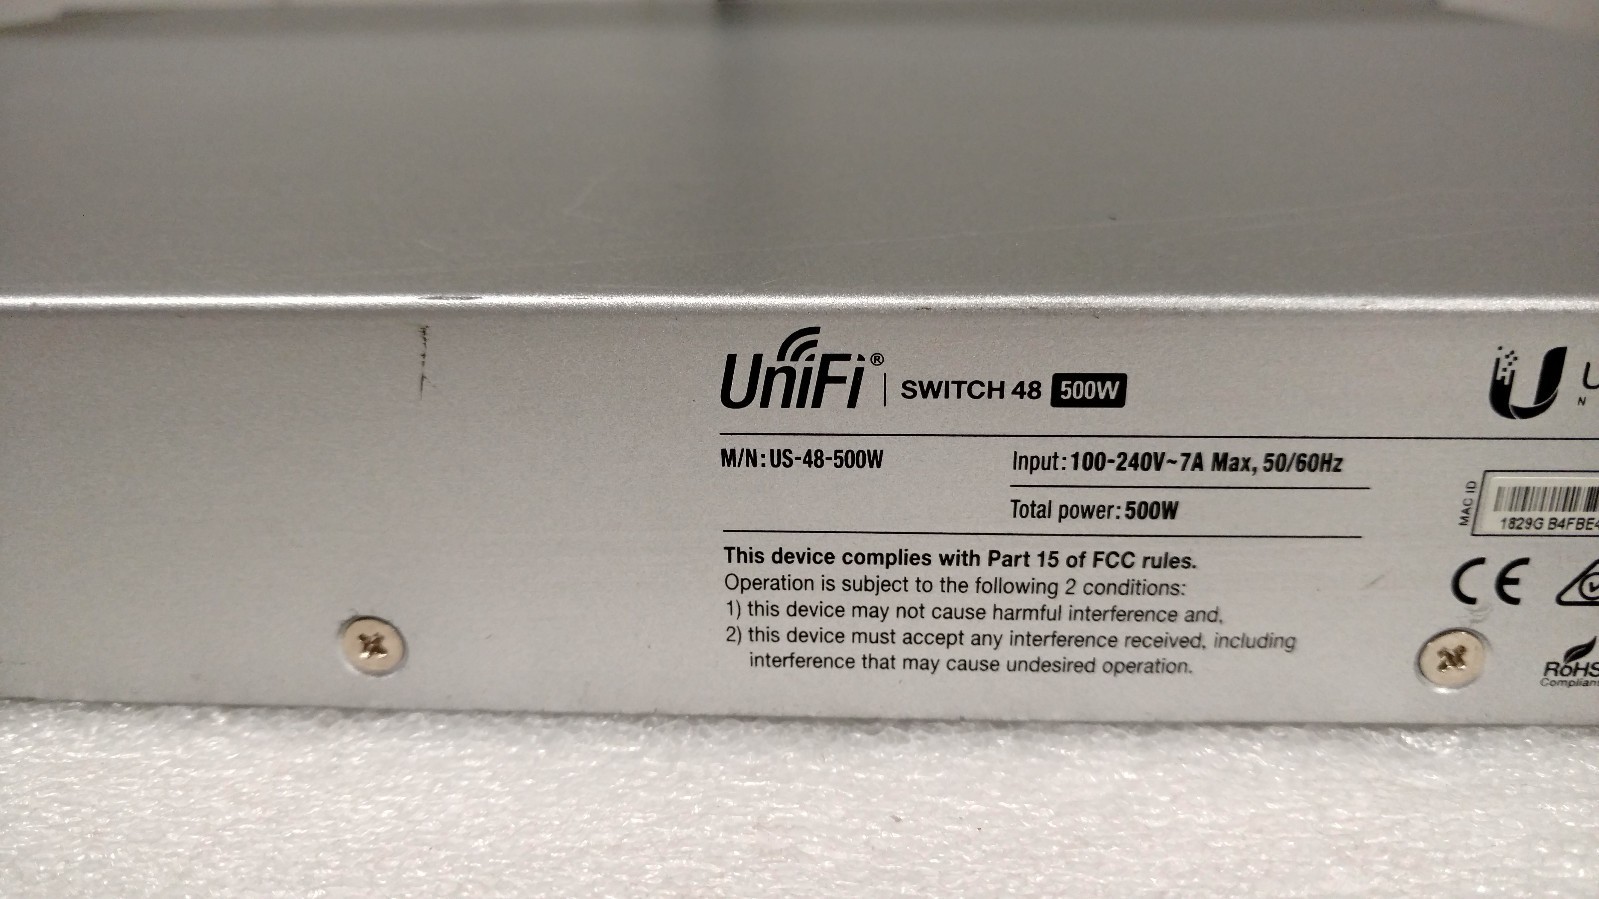 UniFi® | SWITCH 48 500W
M/N: US-48-500W
Input: 100-240V~7A Max, 50/60Hz
Total power: 500W
This device complies with Part 15 of FCC rules.
Operation is subject to the following 2 conditions:
1) this device may not cause harmful interference and,
2) this device must accept any interference received, including
interference that may cause undesired operation.
U
N
MAC ID
1829G B4FBE4
CE
RoHS
Complian